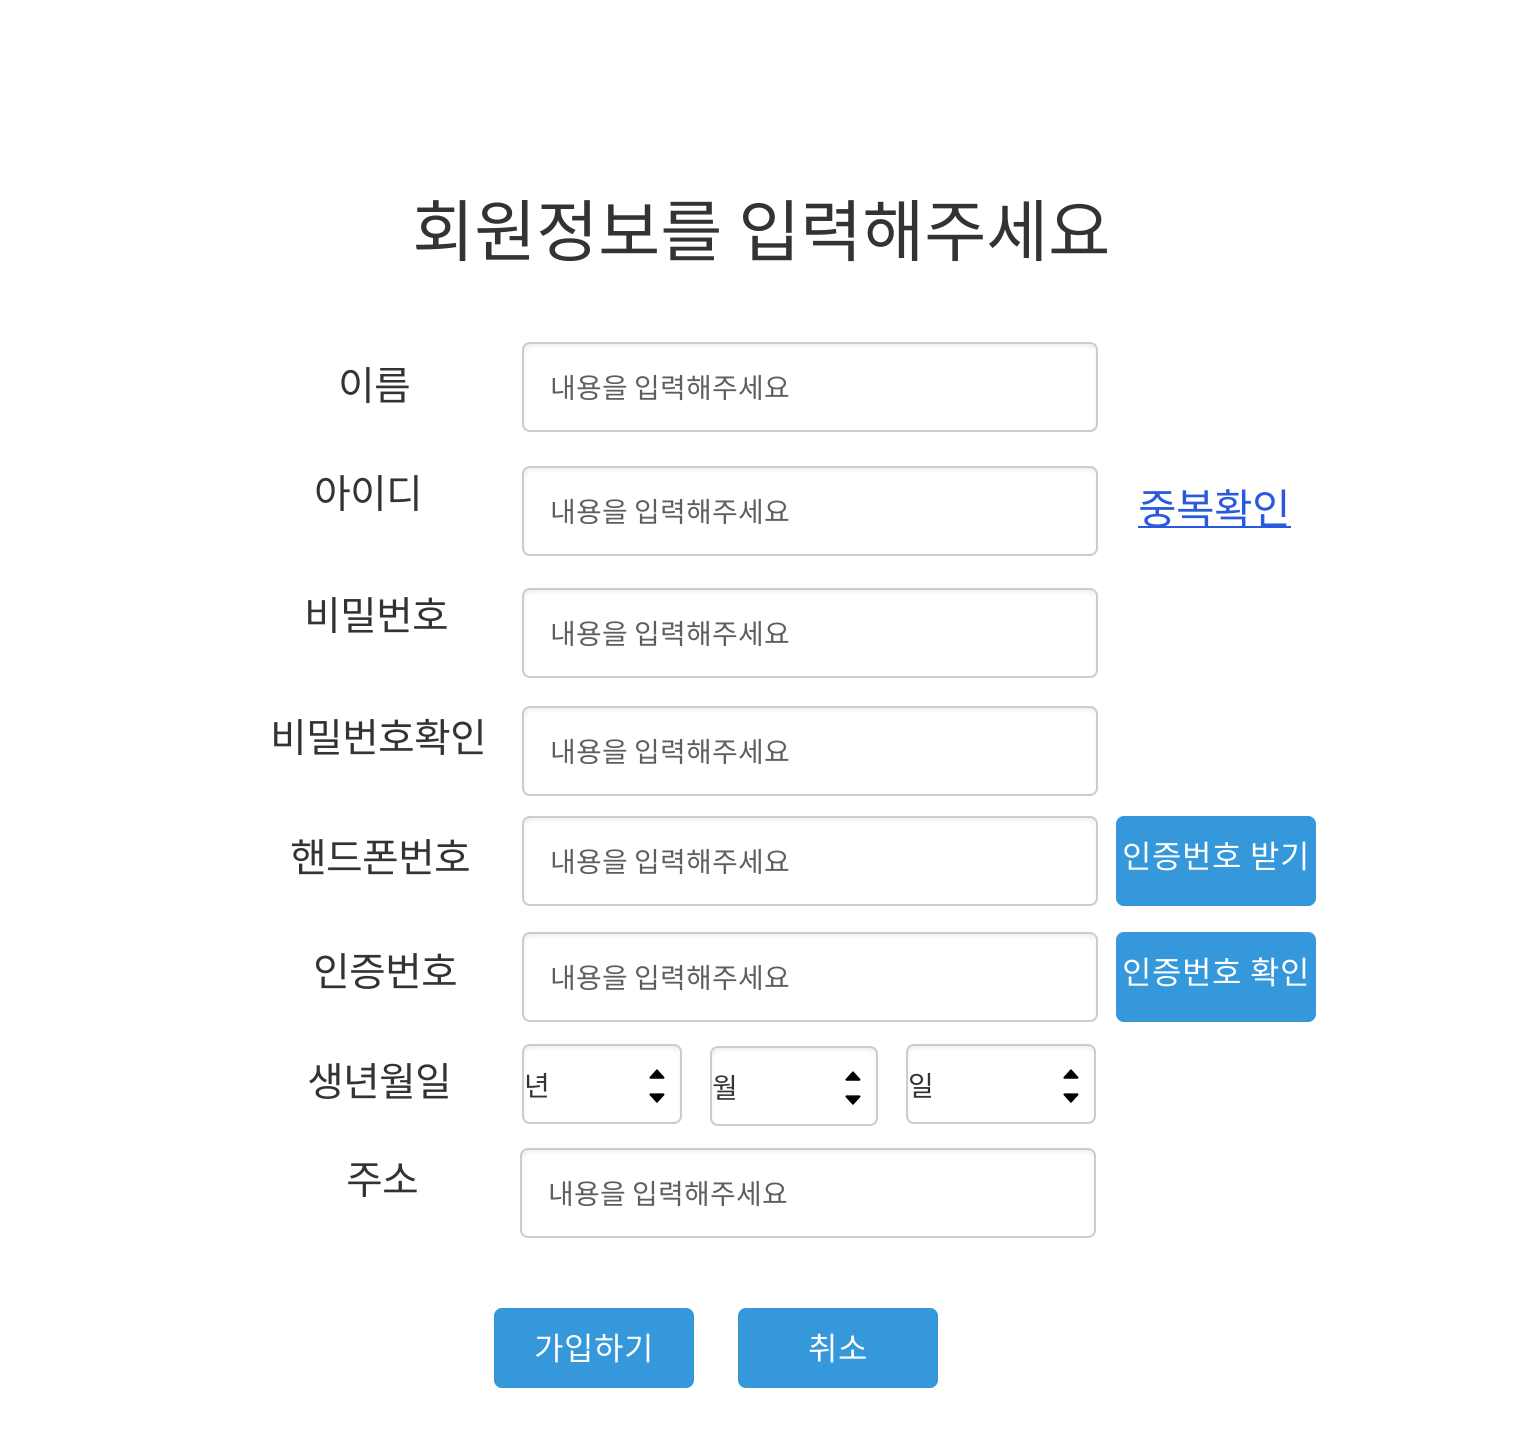 회원정보를 입력해주세요
이름
내용을 입력해주세요
아이디
내용을 입력해주세요
중복확인
비밀번호
내용을 입력해주세요
비밀번호확인
내용을 입력해주세요
핸드폰번호
내용을 입력해주세요
인증번호 받기
인증번호
내용을 입력해주세요
인증번호 확인
생년월일
년
월
일
주소
내용을 입력해주세요
가입하기
취소